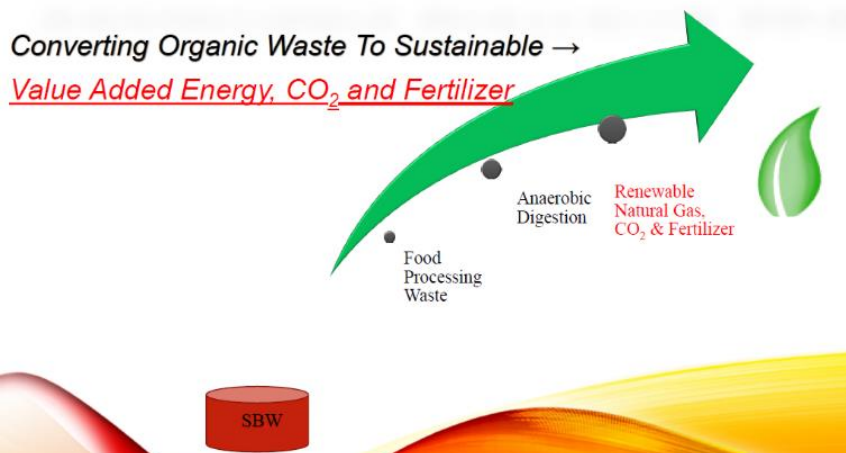 Converting Organic Waste To Sustainable →
Value Added Energy, CO₂ and Fertilizer
Food
Processing
Waste
Anaerobic
Digestion
Renewable
Natural Gas,
CO₂ & Fertilizer
SBW